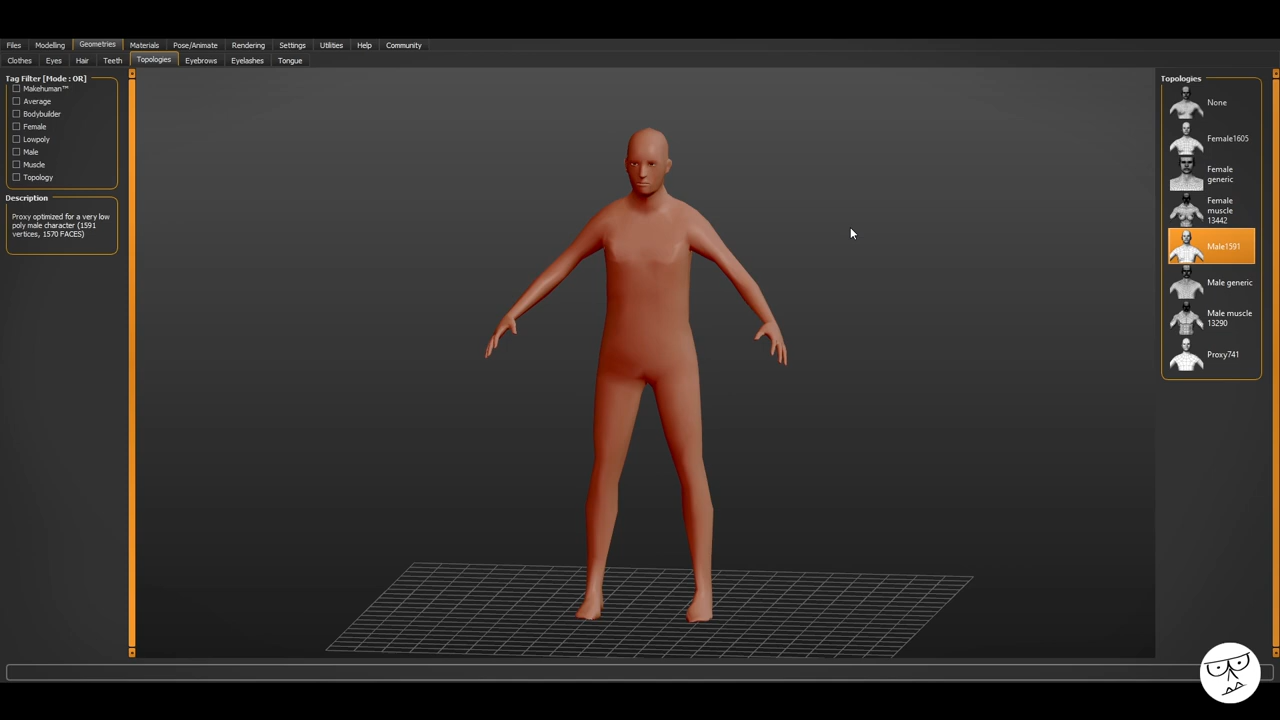 Files Modelling Geometries Materials Pose/Animate Rendering Settings Utilities Help Community
Clothes Eyes Hair Teeth Topologies Eyebrows Eyelashes Tongue
Tag Filter [Mode : OR]
Makehuman™
Average
Bodybuilder
Female
Lowpoly
Male
Muscle
Topology
Description
Proxy optimized for a very low
poly male character (1591
vertices, 1570 FACES)
Topologies
None
Female1605
Female
generic
Female
muscle
13442
Male1591
Male generic
Male muscle
13290
Proxy741